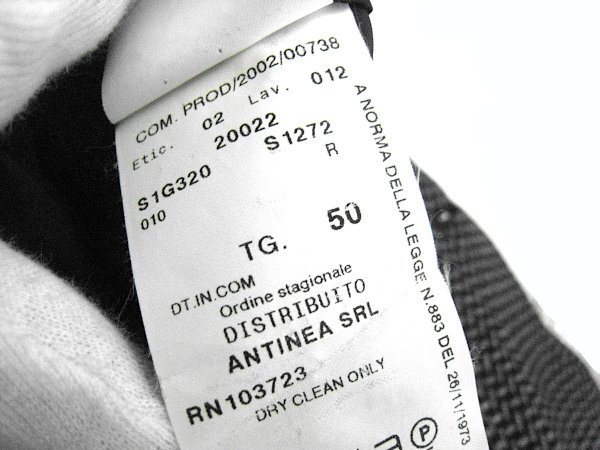 COM. PROD/2002/00738
Etic. 02 Lav. 012
20022
S1G320 S1272
010 R
TG. 50
DT.IN.COM
Ordine stagionale
DISTRIBUITO
ANTINEA SRL
RN103723
DRY CLEAN ONLY
P
A NORMA DELLA LEGGE N.883 DEL 26/11/1973